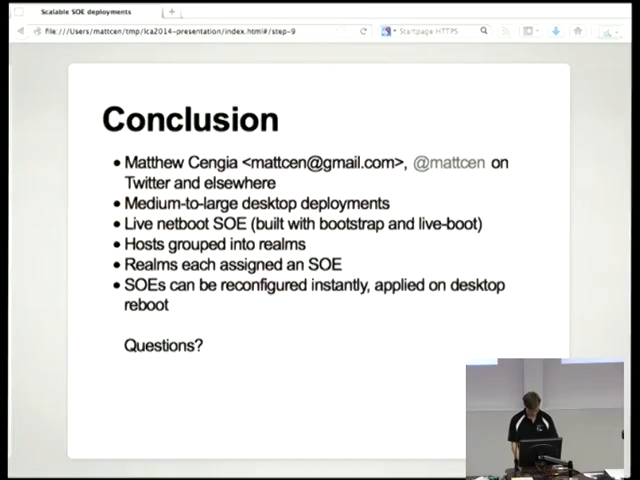 Scalable SOE deployments
file:///Users/mattcen/tmp/lca2014-presentation/index.html#/step-9
Startpage HTTPS
Conclusion
• Matthew Cengia <mattcen@gmail.com>, @mattcen on
Twitter and elsewhere
• Medium-to-large desktop deployments
• Live netboot SOE (built with bootstrap and live-boot)
• Hosts grouped into realms
• Realms each assigned an SOE
• SOEs can be reconfigured instantly, applied on desktop
reboot
Questions?